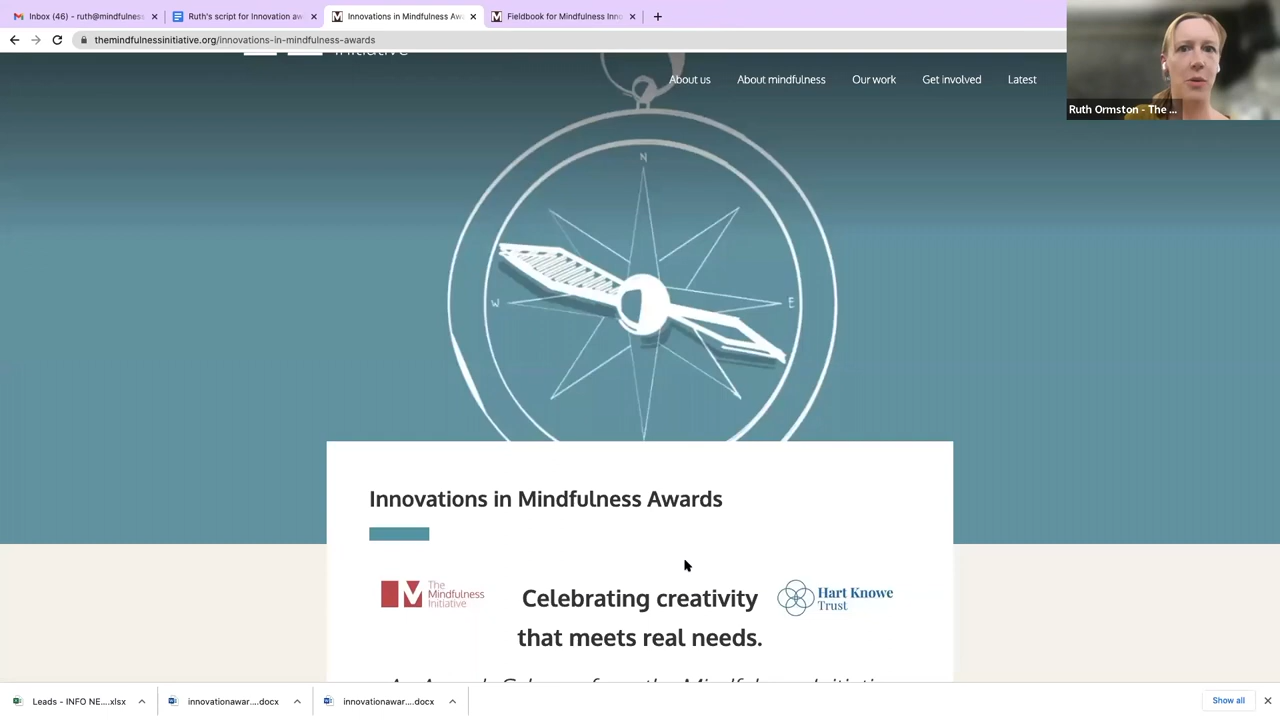 Inbox (46) - ruth@mindfulness
Ruth's script for Innovation aw
Innovations in Mindfulness Awa
Fieldbook for Mindfulness Inno
themindfulnessinitiative.org/innovations-in-mindfulness-awards
About us
About mindfulness
Our work
Get involved
Latest
Ruth Ormston - The ...
N
W
E
Innovations in Mindfulness Awards
The
Mindfulness
Initiative
Celebrating creativity
that meets real needs.
Hart Knowe
Trust
Leads - INFO NE....xlsx
innovationawar....docx
innovationawar....docx
Show all